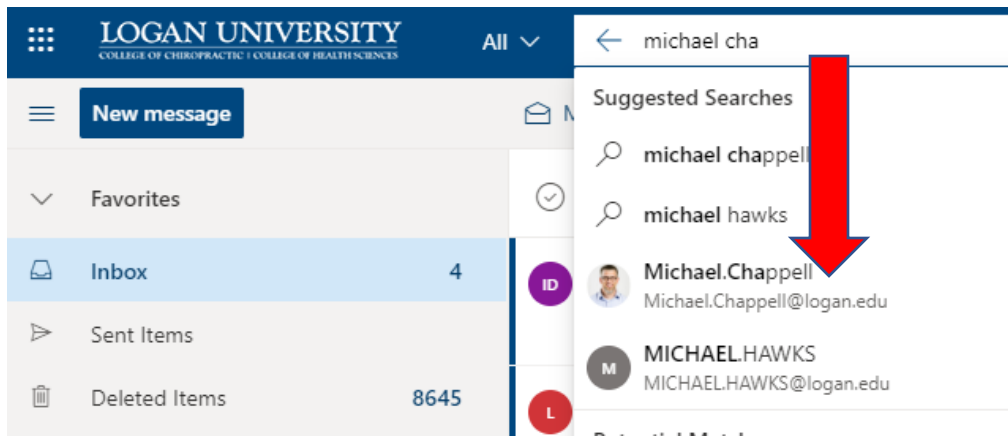 LOGAN UNIVERSITY
COLLEGE OF CHIROPRACTIC | COLLEGE OF HEALTH SCIENCES
All
michael cha
New message
M
Suggested Searches
michael chappell
michael hawks
Favorites
Inbox 4
ID
Michael.Chappell
Michael.Chappell@logan.edu
Sent Items
M
MICHAEL.HAWKS
MICHAEL.HAWKS@logan.edu
Deleted Items 8645
L